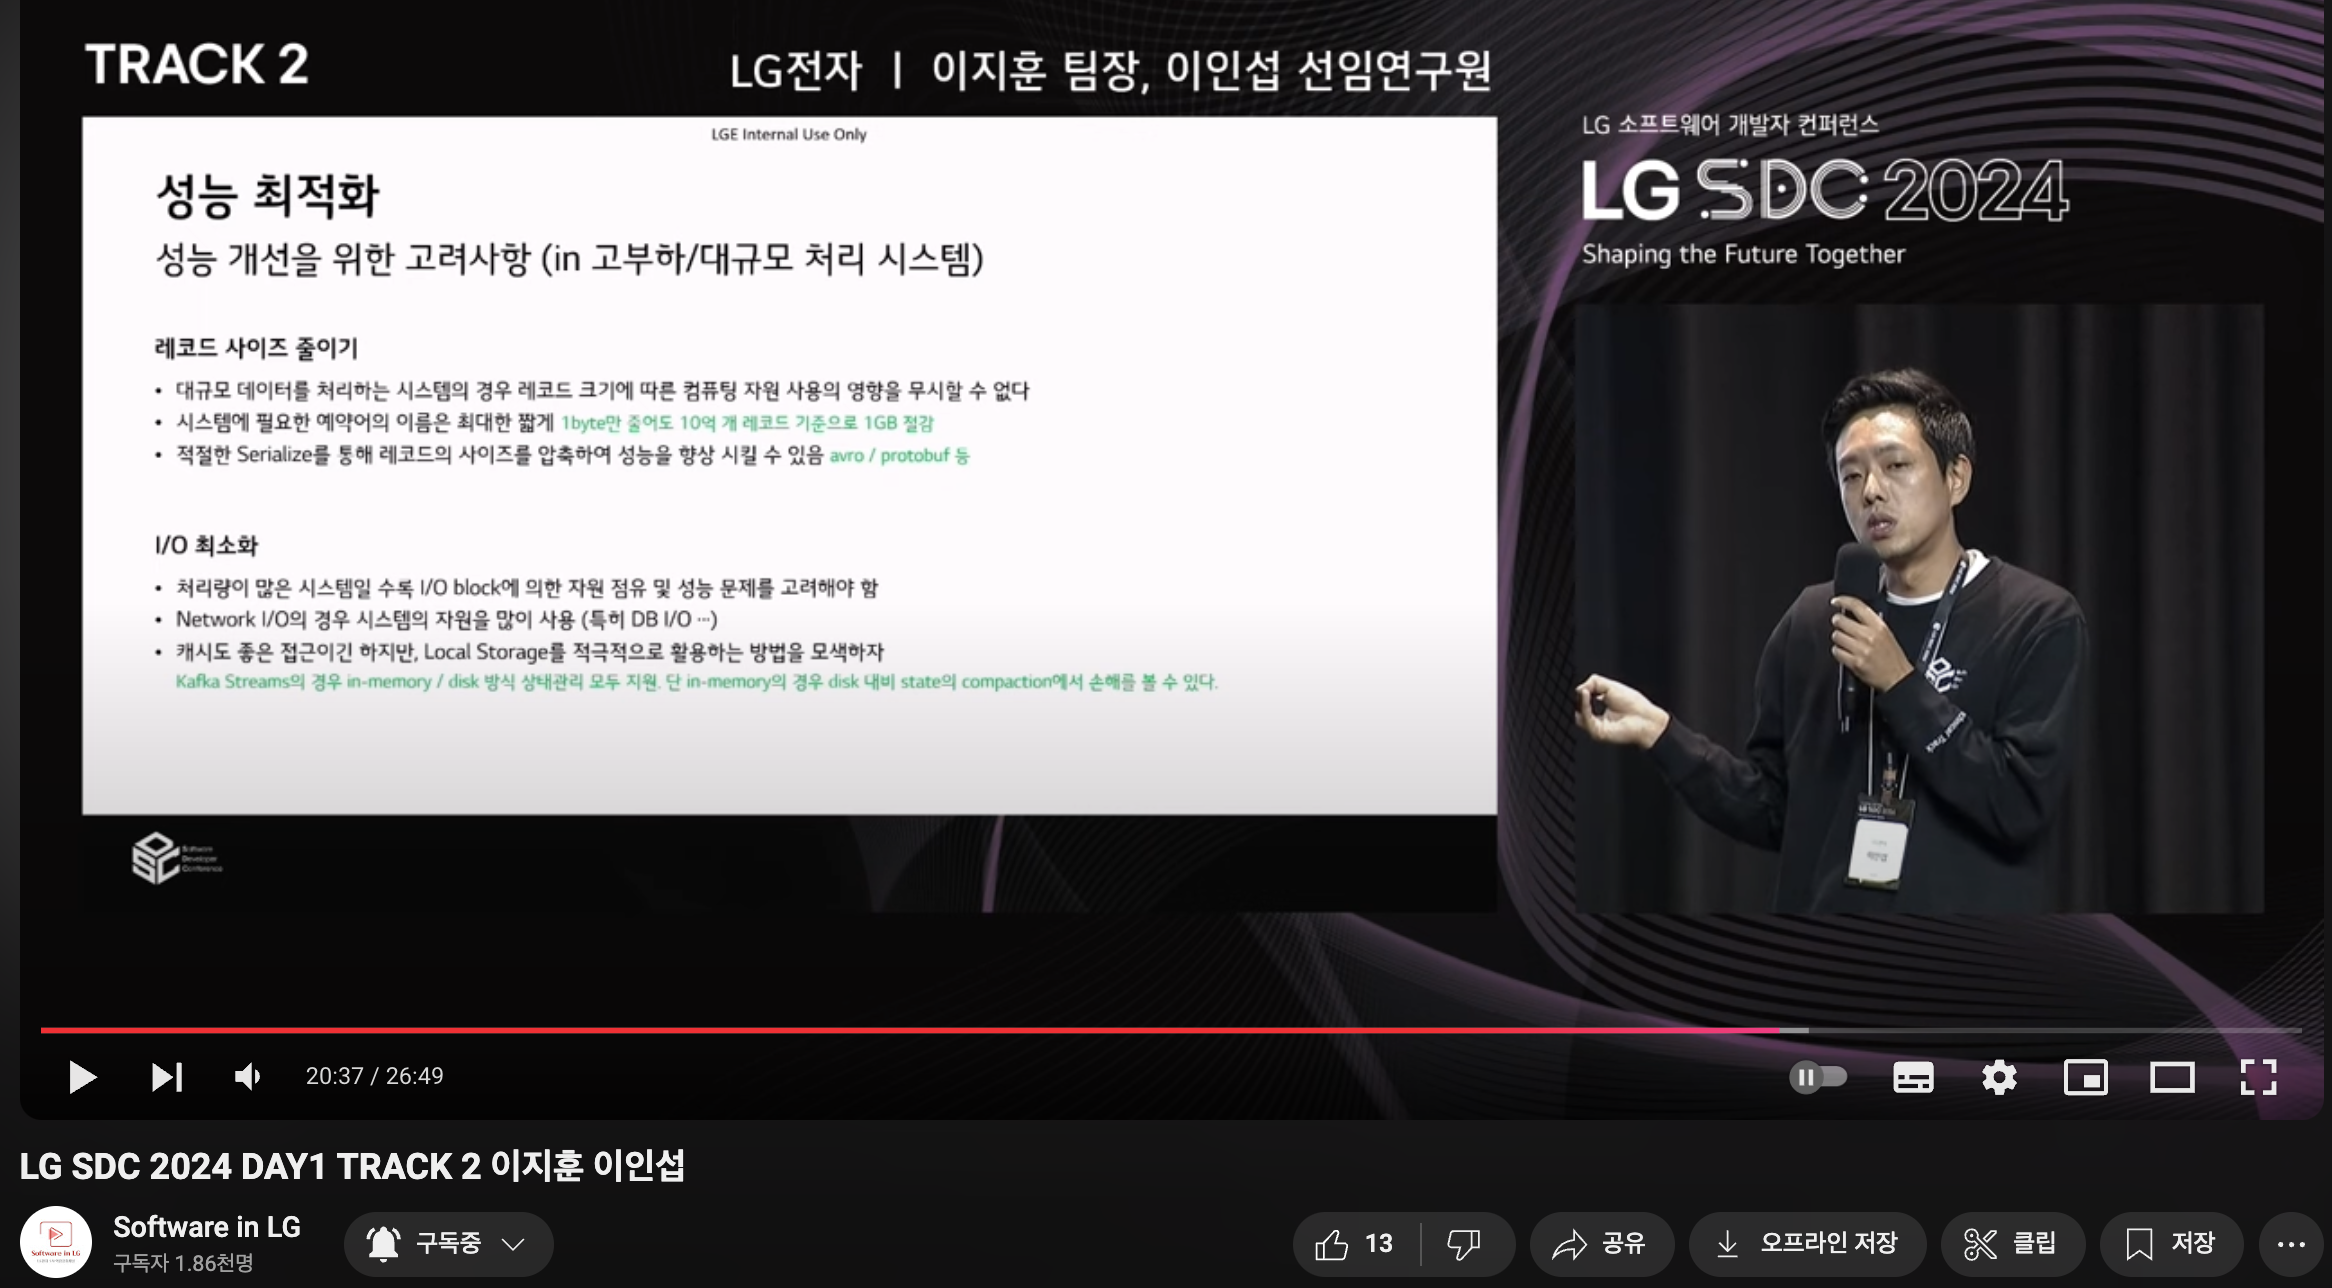 TRACK 2
LG전자 | 이지훈 팀장, 이인섭 선임연구원
LGE Internal Use Only
성능 최적화
성능 개선을 위한 고려사항 (in 고부하/대규모 처리 시스템)
레코드 사이즈 줄이기
• 대규모 데이터를 처리하는 시스템의 경우 레코드 크기에 따른 컴퓨팅 자원 사용의 영향을 무시할 수 없다
• 시스템에 필요한 예약어의 이름은 최대한 짧게 1byte만 줄어도 10억 개 레코드 기준으로 1GB 절감
• 적절한 Serialize를 통해 레코드의 사이즈를 압축하여 성능을 향상 시킬 수 있음 avro / protobuf 등
I/O 최소화
• 처리량이 많은 시스템일 수록 I/O block에 의한 자원 점유 및 성능 문제를 고려해야 함
• Network I/O의 경우 시스템의 자원을 많이 사용 (특히 DB I/O ···)
• 캐시도 좋은 접근이긴 하지만, Local Storage를 적극적으로 활용하는 방법을 모색하자
Kafka Streams의 경우 in-memory / disk 방식 상태관리 모두 지원. 단 in-memory의 경우 disk 대비 state의 compaction에서 손해를 볼 수 있다.
Software
Developer
Conference
LG 소프트웨어 개발자 컨퍼런스
LG SDC 2024
Shaping the Future Together
20:37 / 26:49
LG SDC 2024 DAY1 TRACK 2 이지훈 이인섭
Software in LG
Software in LG
구독자 1.86천명
구독중
13
공유
오프라인 저장
클립
저장